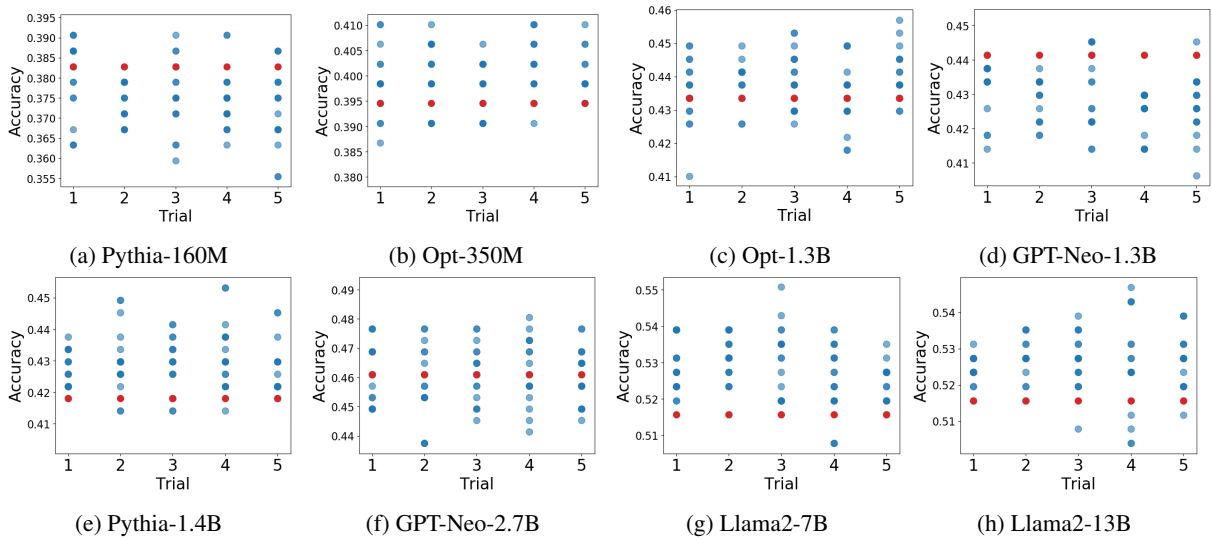 Accuracy
0.395
0.390
0.385
0.380
0.375
0.370
0.365
0.360
0.355
1 2 3 4 5
Trial
(a) Pythia-160M
Accuracy
0.410
0.405
0.400
0.395
0.390
0.385
0.380
1 2 3 4 5
Trial
(b) Opt-350M
Accuracy
0.46
0.45
0.44
0.43
0.42
0.41
1 2 3 4 5
Trial
(c) Opt-1.3B
Accuracy
0.45
0.44
0.43
0.42
0.41
1 2 3 4 5
Trial
(d) GPT-Neo-1.3B
Accuracy
0.45
0.44
0.43
0.42
0.41
1 2 3 4 5
Trial
(e) Pythia-1.4B
Accuracy
0.49
0.48
0.47
0.46
0.45
0.44
1 2 3 4 5
Trial
(f) GPT-Neo-2.7B
Accuracy
0.55
0.54
0.53
0.52
0.51
1 2 3 4 5
Trial
(g) Llama2-7B
Accuracy
0.54
0.53
0.52
0.51
1 2 3 4 5
Trial
(h) Llama2-13B